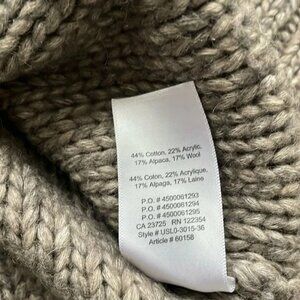 44% Cotton, 22% Acrylic,
17% Alpaca, 17% Wool
44% Coton, 22% Acrylique,
17% Alpaga, 17% Laine
P.O. # 4500061293
P.O. # 4500061294
P.O. # 4500061295
CA 23725 RN 122354
Style # USL0-3015-36
Article # 60158